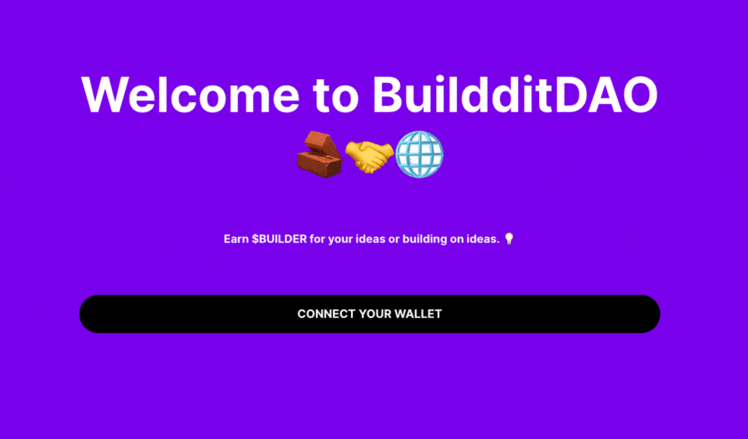 Welcome to BuildditDAO
🧱🤝🌐
Earn $BUILDER for your ideas or building on ideas. 💡
CONNECT YOUR WALLET